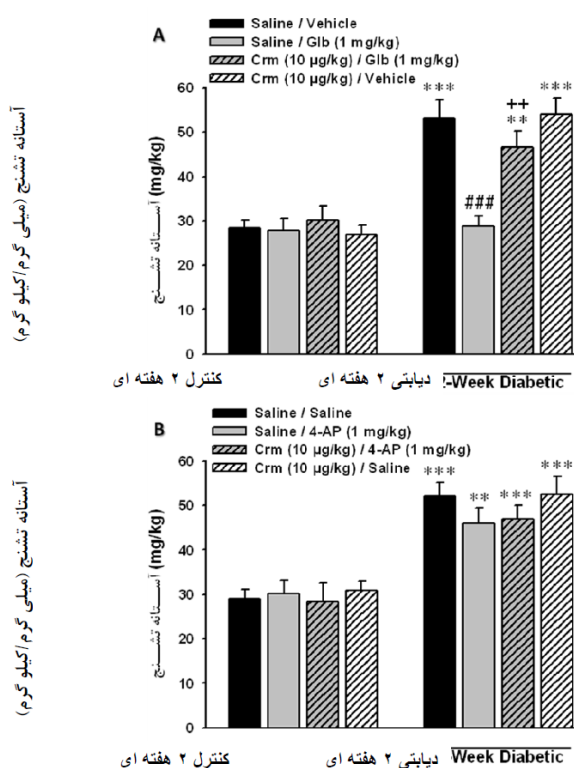 A
Saline / Vehicle
Saline / Glb (1 mg/kg)
Crm (10 µg/kg) / Glb (1 mg/kg)
Crm (10 µg/kg) / Vehicle
آستانه تشنج (میلی گرم/کیلو گرم)
آستانه تشنج (mg/kg)
60
50
40
30
20
10
0
***
###
++
**
***
کنترل ۲ هفته ای
دیابتی ۲ هفته ای
2-Week Diabetic
B
Saline / Saline
Saline / 4-AP (1 mg/kg)
Crm (10 µg/kg) / 4-AP (1 mg/kg)
Crm (10 µg/kg) / Saline
آستانه تشنج (میلی گرم/کیلو گرم)
آستانه تشنج (mg/kg)
60
50
40
30
20
10
0
***
**
***
***
کنترل ۲ هفته ای
دیابتی ۲ هفته ای
Week Diabetic